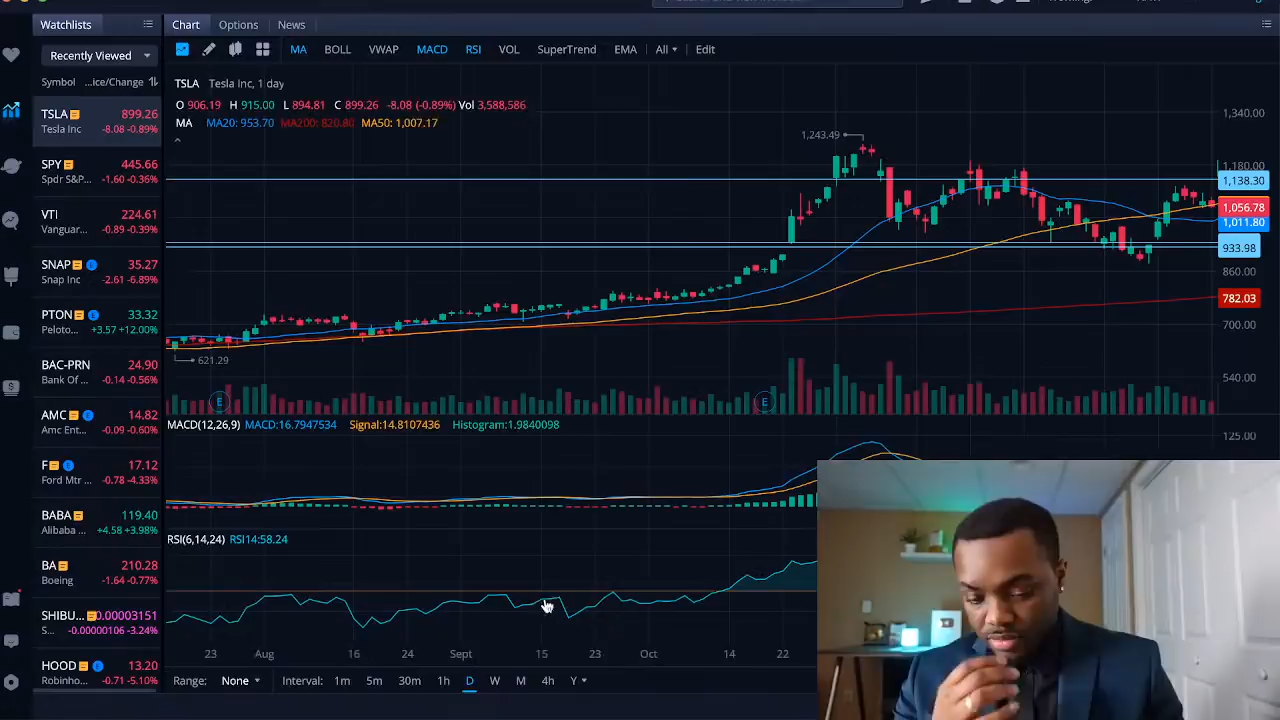 Watchlists
Chart Options News
Recently Viewed
MA BOLL VWAP MACD RSI VOL SuperTrend EMA All Edit
Symbol ...ice/Change
TSLA 899.26
Tesla Inc -8.08 -0.89%
SPY 445.66
Spdr S&P... -1.60 -0.36%
VTI 224.61
Vanguar... -0.89 -0.39%
SNAP 35.27
Snap Inc -2.61 -6.89%
PTON 33.32
Peloto... +3.57 +12.00%
BAC-PRN 24.90
Bank Of ... -0.14 -0.56%
AMC 14.82
Amc Ent... -0.09 -0.60%
F 17.12
Ford Mtr ... -0.78 -4.33%
BABA 119.40
Alibaba ... +4.58 +3.98%
BA 210.28
Boeing -1.64 -0.77%
SHIBU... 0.00003151
S... -0.00000106 -3.24%
HOOD 13.20
Robinho... -0.71 -5.10%
TSLA Tesla Inc, 1 day
O 906.19 H 915.00 L 894.81 C 899.26 -8.08 (-0.89%) Vol 3,588,586
MA MA20: 953.70 MA200: 820.80 MA50: 1,007.17
1,243.49
621.29
1,340.00
1,180.00
1,138.30
1,056.78
1,011.80
933.98
860.00
782.03
700.00
540.00
E E
MACD(12,26,9) MACD:16.7947534 Signal:14.8107436 Histogram:1.9840098
125.00
RSI(6,14,24) RSI14:58.24
23 Aug 16 24 Sept 15 23 Oct 14 22
Range: None Interval: 1m 5m 30m 1h D W M 4h Y